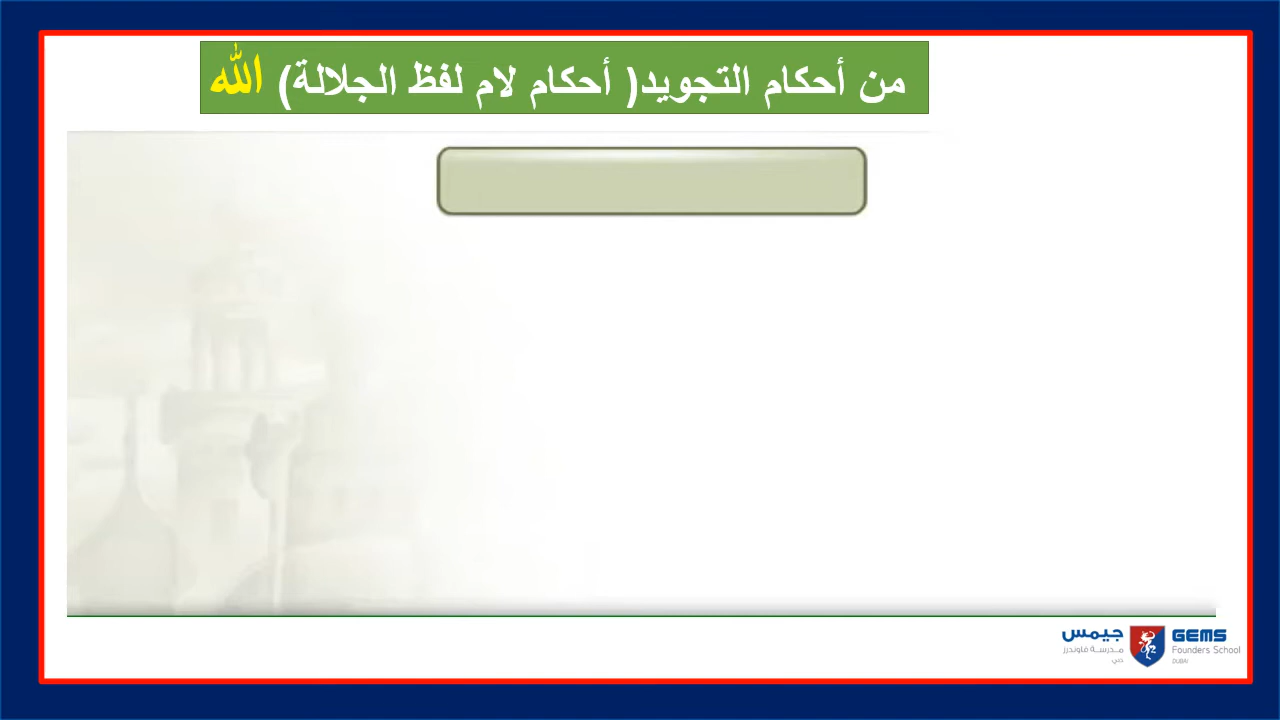 من أحكام التجويد( أحكام لام لفظ الجلالة) الله
جيمس
مدرسة فاوندرز
دبي
GEMS
Founders School
DUBAI